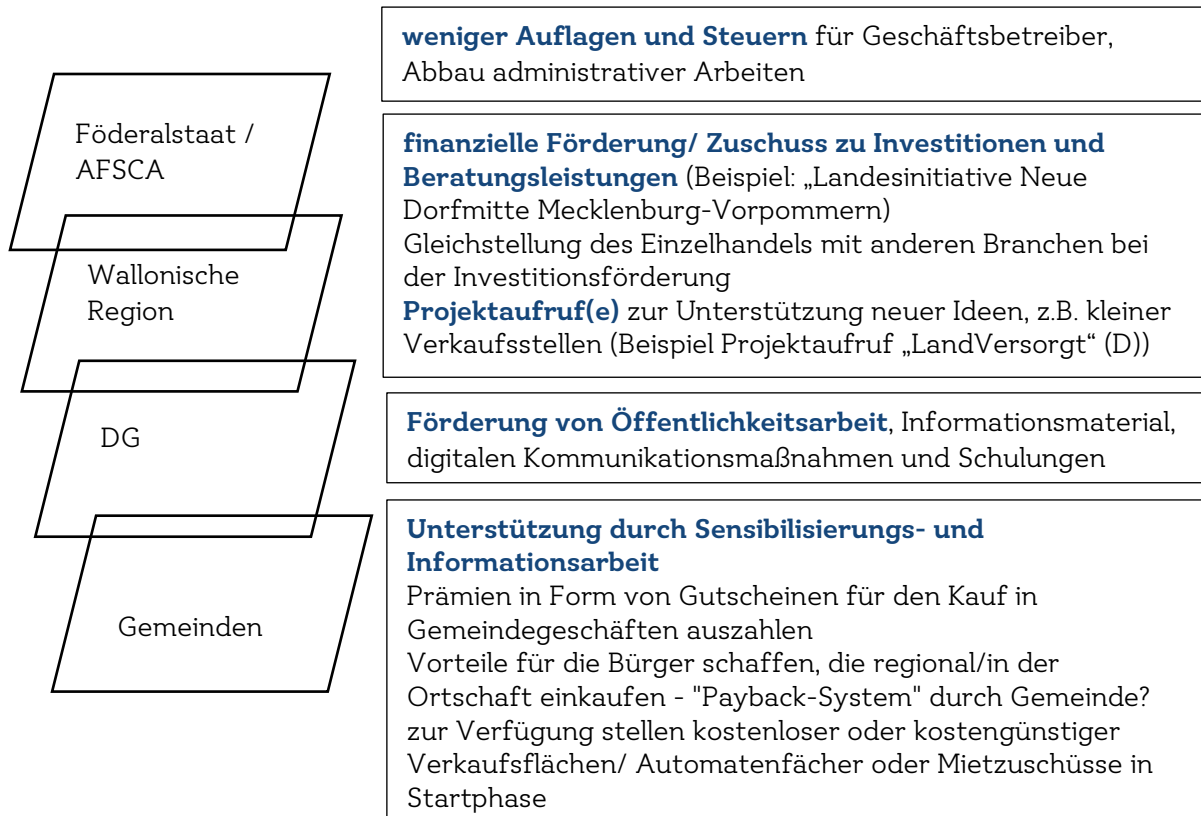 weniger Auflagen und Steuern für Geschäftsbetreiber,
Abbau administrativer Arbeiten
Föderalstaat /
AFSCA
finanzielle Förderung/ Zuschuss zu Investitionen und
Beratungsleistungen (Beispiel: „Landesinitiative Neue
Dorfmitte Mecklenburg-Vorpommern)
Gleichstellung des Einzelhandels mit anderen Branchen bei
der Investitionsförderung
Projektaufruf(e) zur Unterstützung neuer Ideen, z.B. kleiner
Verkaufsstellen (Beispiel Projektaufruf „LandVersorgt“ (D))
Wallonische
Region
DG
Förderung von Öffentlichkeitsarbeit, Informationsmaterial,
digitalen Kommunikationsmaßnahmen und Schulungen
Gemeinden
Unterstützung durch Sensibilisierungs- und
Informationsarbeit
Prämien in Form von Gutscheinen für den Kauf in
Gemeindegeschäften auszahlen
Vorteile für die Bürger schaffen, die regional/in der
Ortschaft einkaufen - "Payback-System" durch Gemeinde?
zur Verfügung stellen kostenloser oder kostengünstiger
Verkaufsflächen/ Automatenfächer oder Mietzuschüsse in
Startphase